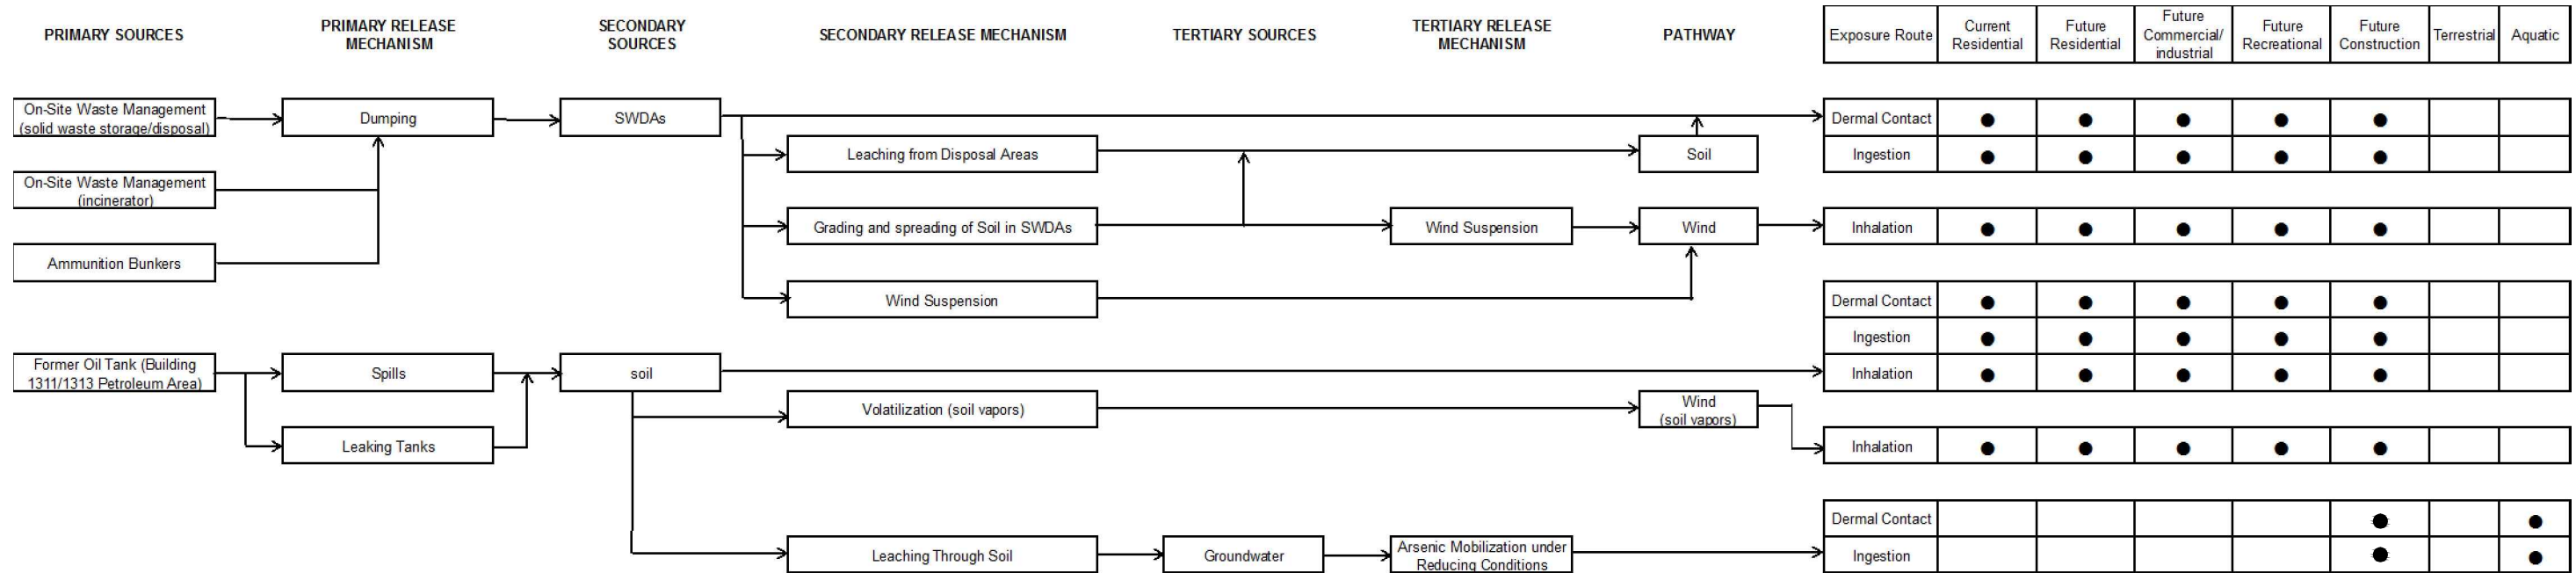 PRIMARY SOURCES
PRIMARY RELEASE
MECHANISM
SECONDARY
SOURCES
SECONDARY RELEASE MECHANISM
TERTIARY SOURCES
TERTIARY RELEASE
MECHANISM
PATHWAY
Exposure Route
Current
Residential
Future
Residential
Future
Commercial/
industrial
Future
Recreational
Future
Construction
Terrestrial
Aquatic
On-Site Waste Management
(solid waste storage/disposal)
Dumping
SWDAs
Dermal Contact
Leaching from Disposal Areas
Soil
Ingestion
On-Site Waste Management
(incinerator)
Grading and spreading of Soil in SWDAs
Wind Suspension
Wind
Inhalation
Ammunition Bunkers
Wind Suspension
Dermal Contact
Ingestion
Former Oil Tank (Building
1311/1313 Petroleum Area)
Spills
soil
Inhalation
Volatilization (soil vapors)
Wind
(soil vapors)
Leaking Tanks
Inhalation
Dermal Contact
Leaching Through Soil
Groundwater
Arsenic Mobilization under
Reducing Conditions
Ingestion